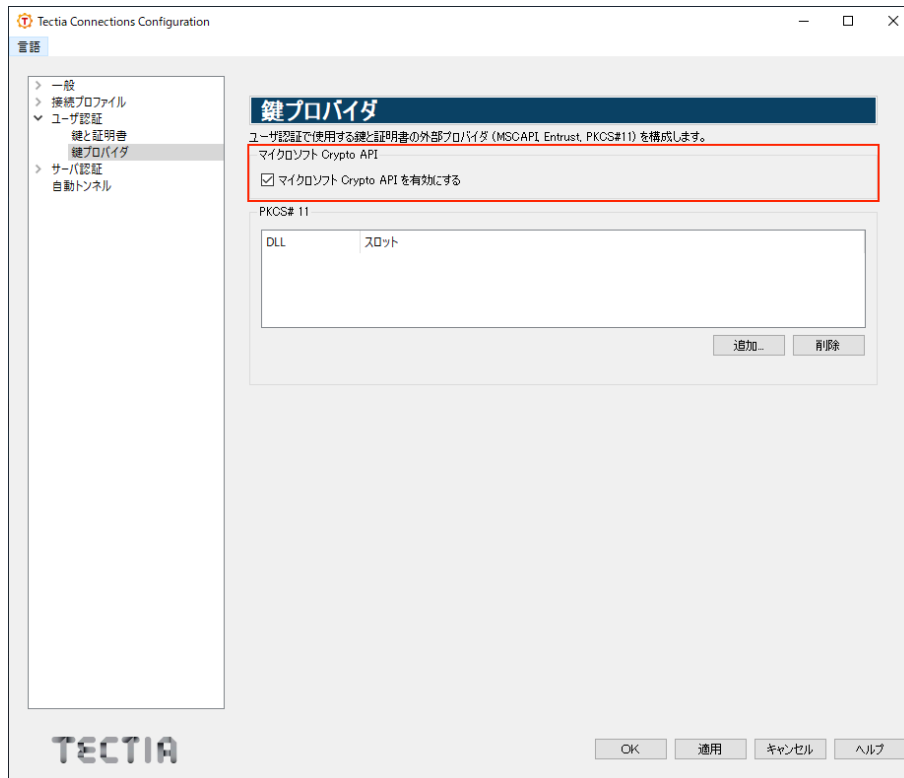 Tectia Connections Configuration
言語
一般
接続プロファイル
ユーザ認証
鍵と証明書
鍵プロバイダ
サーバ認証
自動トンネル
鍵プロバイダ
ユーザ認証で使用する鍵と証明書の外部プロバイダ (MSCAPI, Entrust, PKCS#11) を構成します。
マイクロソフト Crypto API
マイクロソフト Crypto API を有効にする
PKCS# 11
DLL スロット
追加... 削除
TECTIA
OK 適用 キャンセル ヘルプ